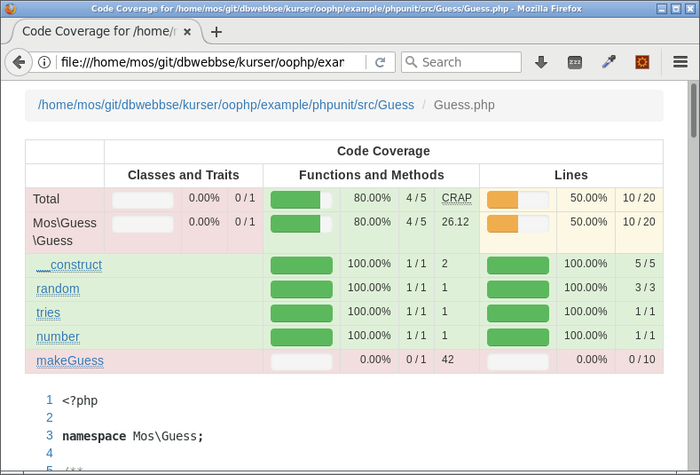 Code Coverage for /home/mos/git/dbwebbse/kurser/oophp/example/phpunit/src/Guess/Guess.php - Mozilla Firefox
Code Coverage for /home/r
file:///home/mos/git/dbwebbse/kurser/oophp/exar
Search
/home/mos/git/dbwebbse/kurser/oophp/example/phpunit/src/Guess / Guess.php
Code Coverage
Classes and Traits Functions and Methods Lines
Total 0.00% 0 / 1 80.00% 4 / 5 CRAP 50.00% 10 / 20
Mos\Guess 0.00% 0 / 1 80.00% 4 / 5 26.12 50.00% 10 / 20
\Guess
__construct 100.00% 1 / 1 2 100.00% 5 / 5
random 100.00% 1 / 1 1 100.00% 3 / 3
tries 100.00% 1 / 1 1 100.00% 1 / 1
number 100.00% 1 / 1 1 100.00% 1 / 1
makeGuess 0.00% 0 / 1 42 0.00% 0 / 10
1 <?php
2
3 namespace Mos\Guess;
4
5 /**